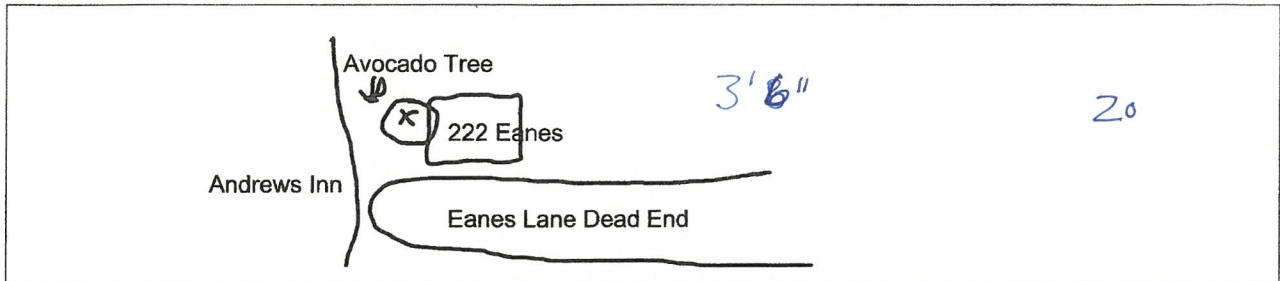 Avocado Tree
3'6"
20
x
222 Eanes
Andrews Inn
Eanes Lane Dead End